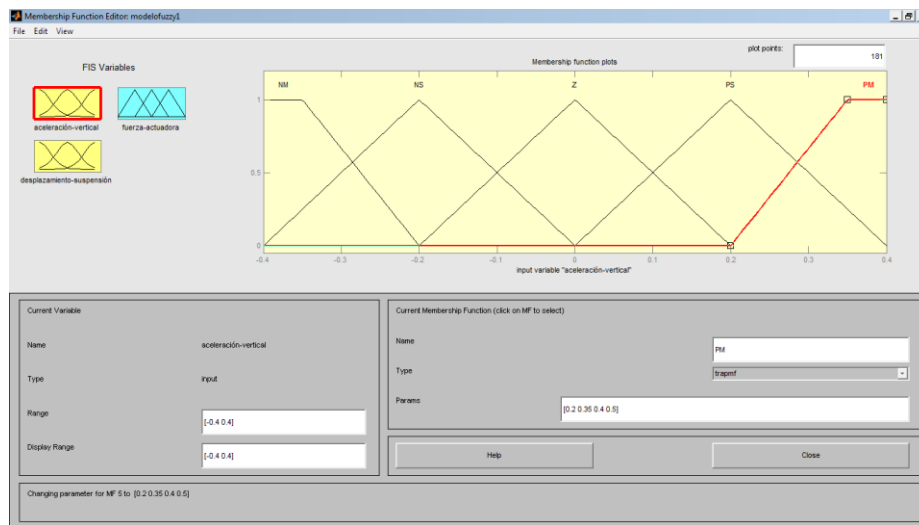 Membership Function Editor: modelofuzzy1
File Edit View
FIS Variables
aceleración-vertical
fuerza-actuadora
desplazamiento-suspensión
plot points:
181
Membership function plots
NM NS Z PS PM
1
0.5
0
-0.4 -0.3 -0.2 -0.1 0 0.1 0.2 0.3 0.4
input variable "aceleración-vertical"
Current Variable
Name aceleración-vertical
Type input
Range [-0.4 0.4]
Display Range [-0.4 0.4]
Current Membership Function (click on MF to select)
Name PM
Type trapmf
Params [0.2 0.35 0.4 0.5]
Help Close
Changing parameter for MF 5 to [0.2 0.35 0.4 0.5]